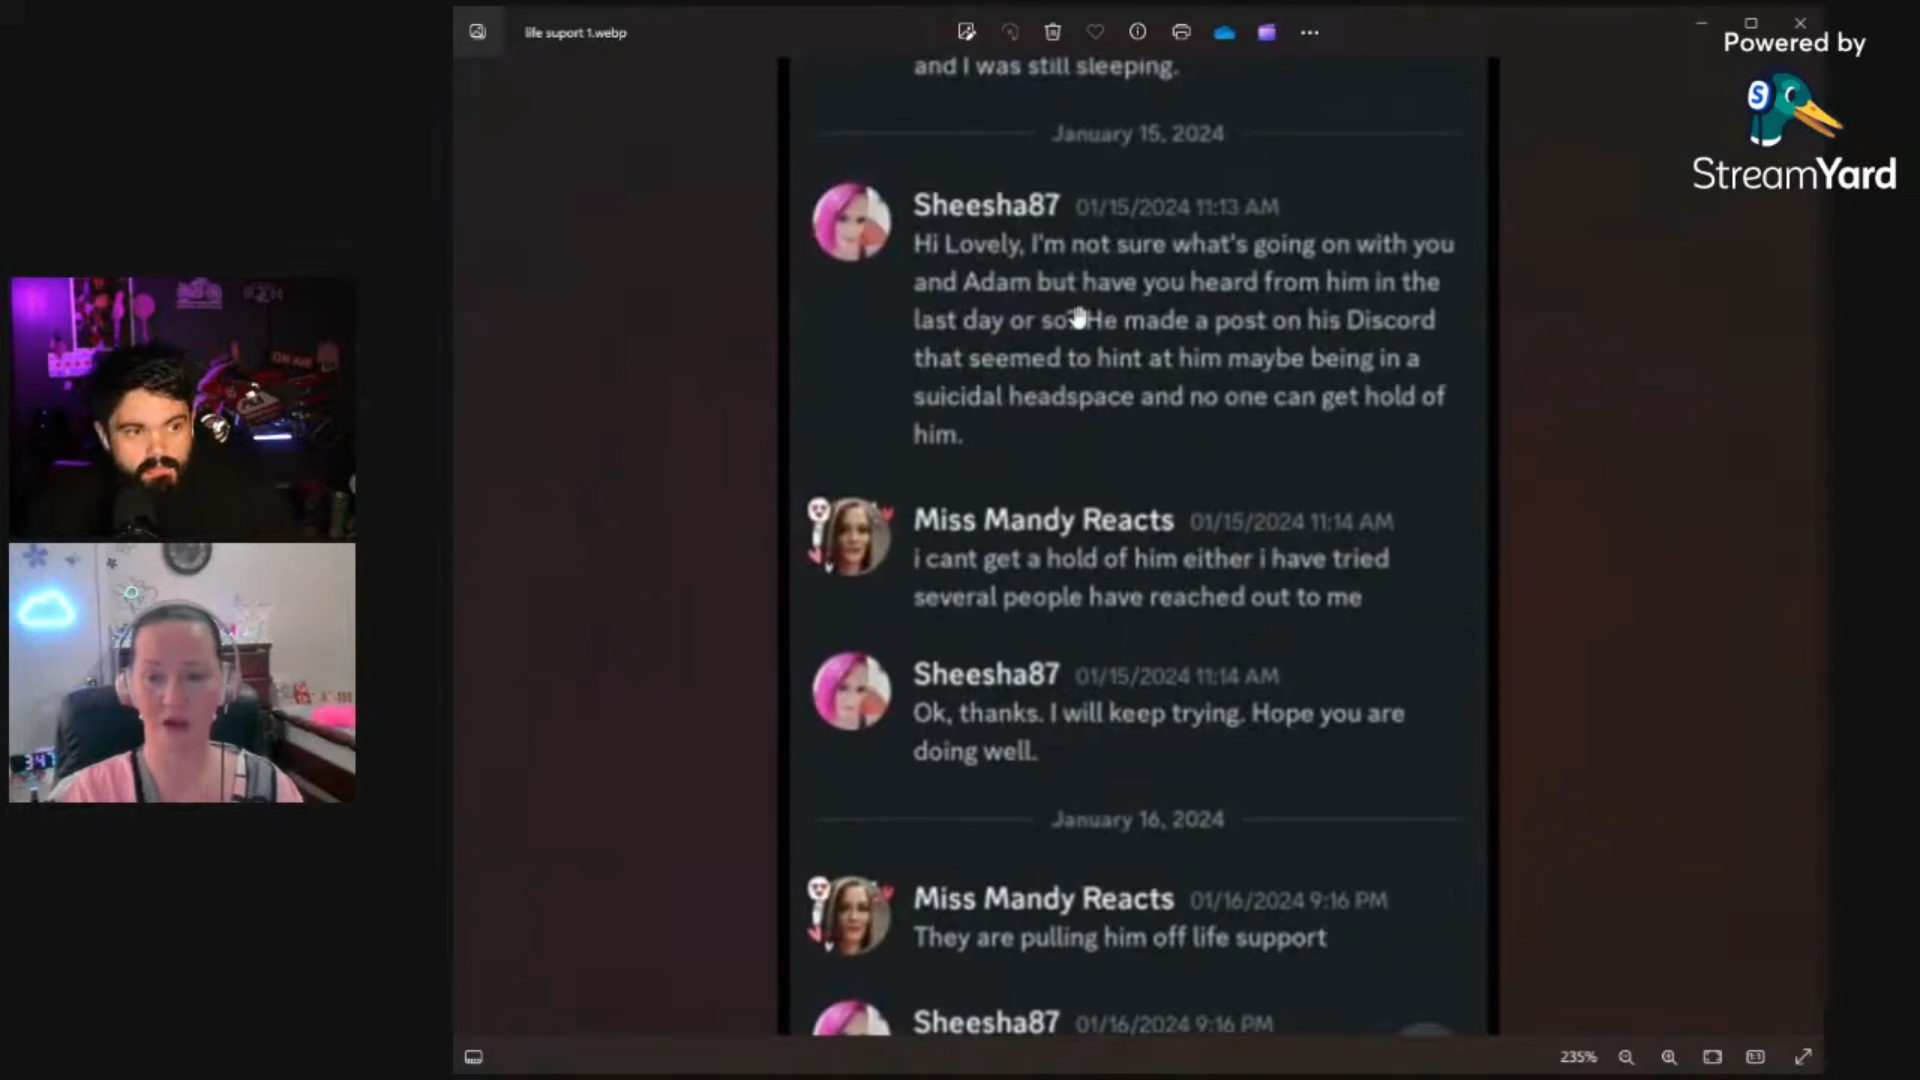 life suport 1.webp
Powered by
S
StreamYard
and I was still sleeping.
January 15, 2024
Sheesha87 01/15/2024 11:13 AM
Hi Lovely, I'm not sure what's going on with you
and Adam but have you heard from him in the
last day or so? He made a post on his Discord
that seemed to hint at him maybe being in a
suicidal headspace and no one can get hold of
him.
Miss Mandy Reacts 01/15/2024 11:14 AM
i cant get a hold of him either i have tried
several people have reached out to me
Sheesha87 01/15/2024 11:14 AM
Ok, thanks. I will keep trying. Hope you are
doing well.
January 16, 2024
Miss Mandy Reacts 01/16/2024 9:16 PM
They are pulling him off life support
Sheesha87 01/16/2024 9:16 PM
235%
ON AIR
3:47